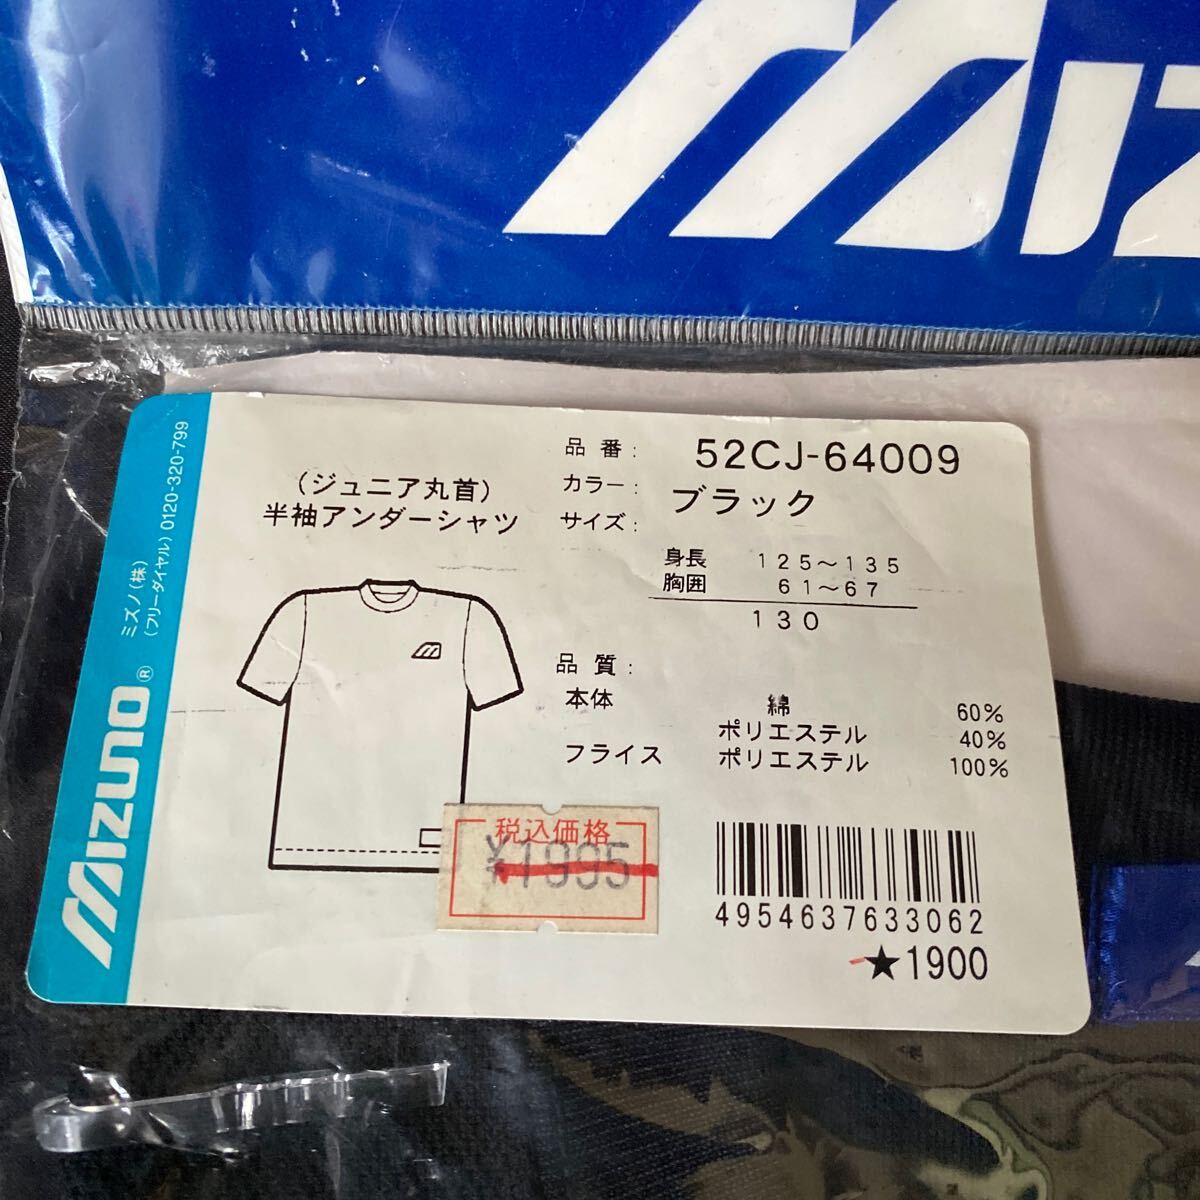 MIZ
MIZUNO®
ミズノ(株)
(フリーダイヤル) 0120-320-799
(ジュニア丸首)
半袖アンダーシャツ
品番: 52CJ-64009
カラー: ブラック
サイズ:
身長 125〜135
胸囲 61〜67
130
品質:
本体 綿 60%
ポリエステル 40%
フライス ポリエステル 100%
税込価格
¥1995
4954637633062
★1900